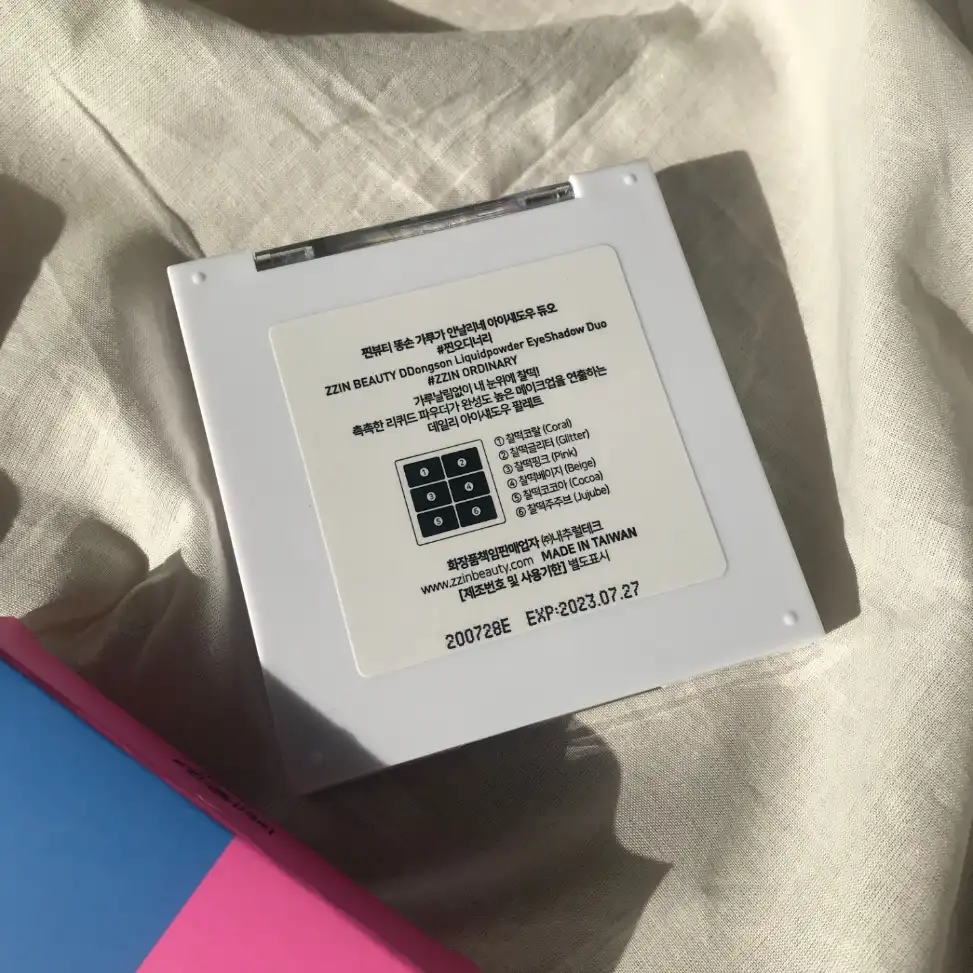 찐뷰티 똥손 가루가 안날리네 아이섀도우 듀오
#찐오디너리
ZZIN BEAUTY DDongson Liquidpowder EyeShadow Duo
#ZZIN ORDINARY
가루날림없이 내 눈위에 찰떡!
촉촉한 리퀴드 파우더가 완성도 높은 메이크업을 연출하는
데일리 아이섀도우 팔레트
① ②
③ ④
⑤ ⑥
① 찰떡코랄 (Coral)
② 찰떡글리터 (Glitter)
③ 찰떡핑크 (Pink)
④ 찰떡베이지 (Beige)
⑤ 찰떡코코아 (Cocoa)
⑥ 찰떡주주브 (Jujube)
화장품책임판매업자 ㈜내추럴테크
www.zzinbeauty.com MADE IN TAIWAN
[제조번호 및 사용기한] 별도표시
200728E EXP:2023.07.27